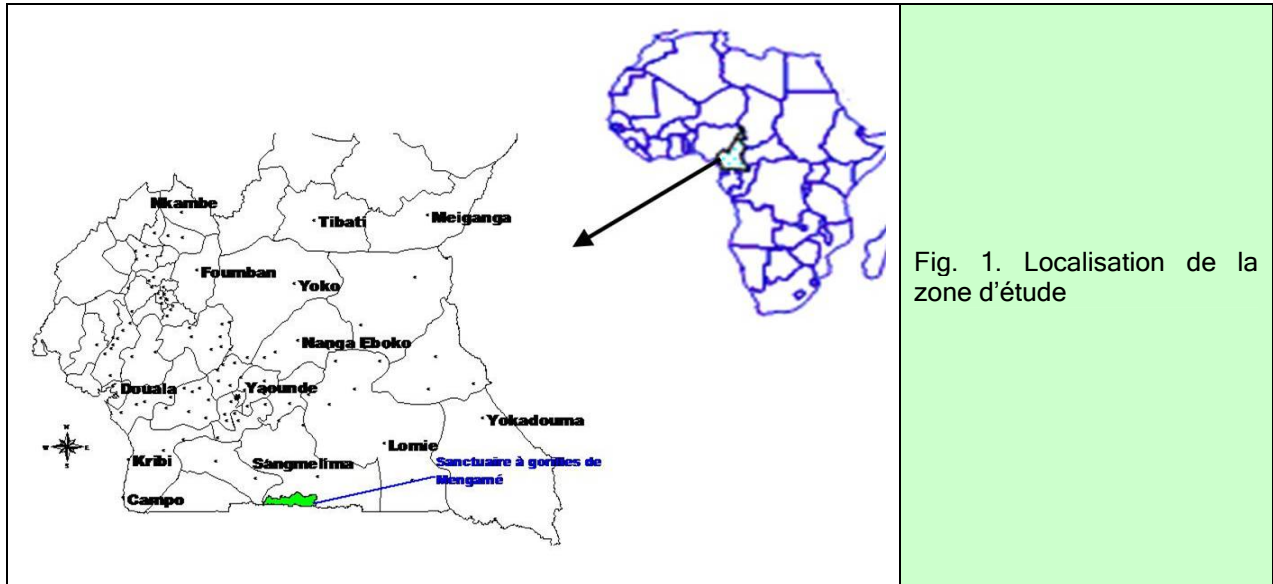 Nkambe
Tibati
Meiganga
Foumban
Yoko
Nanga Eboko
Douala
Yaounde
Yokadouma
N
W E
S
Kribi
Sangmelima
Lomie
Sanctuaire à gorilles de
Mengamé
Campo
Fig. 1. Localisation de la
zone d'étude